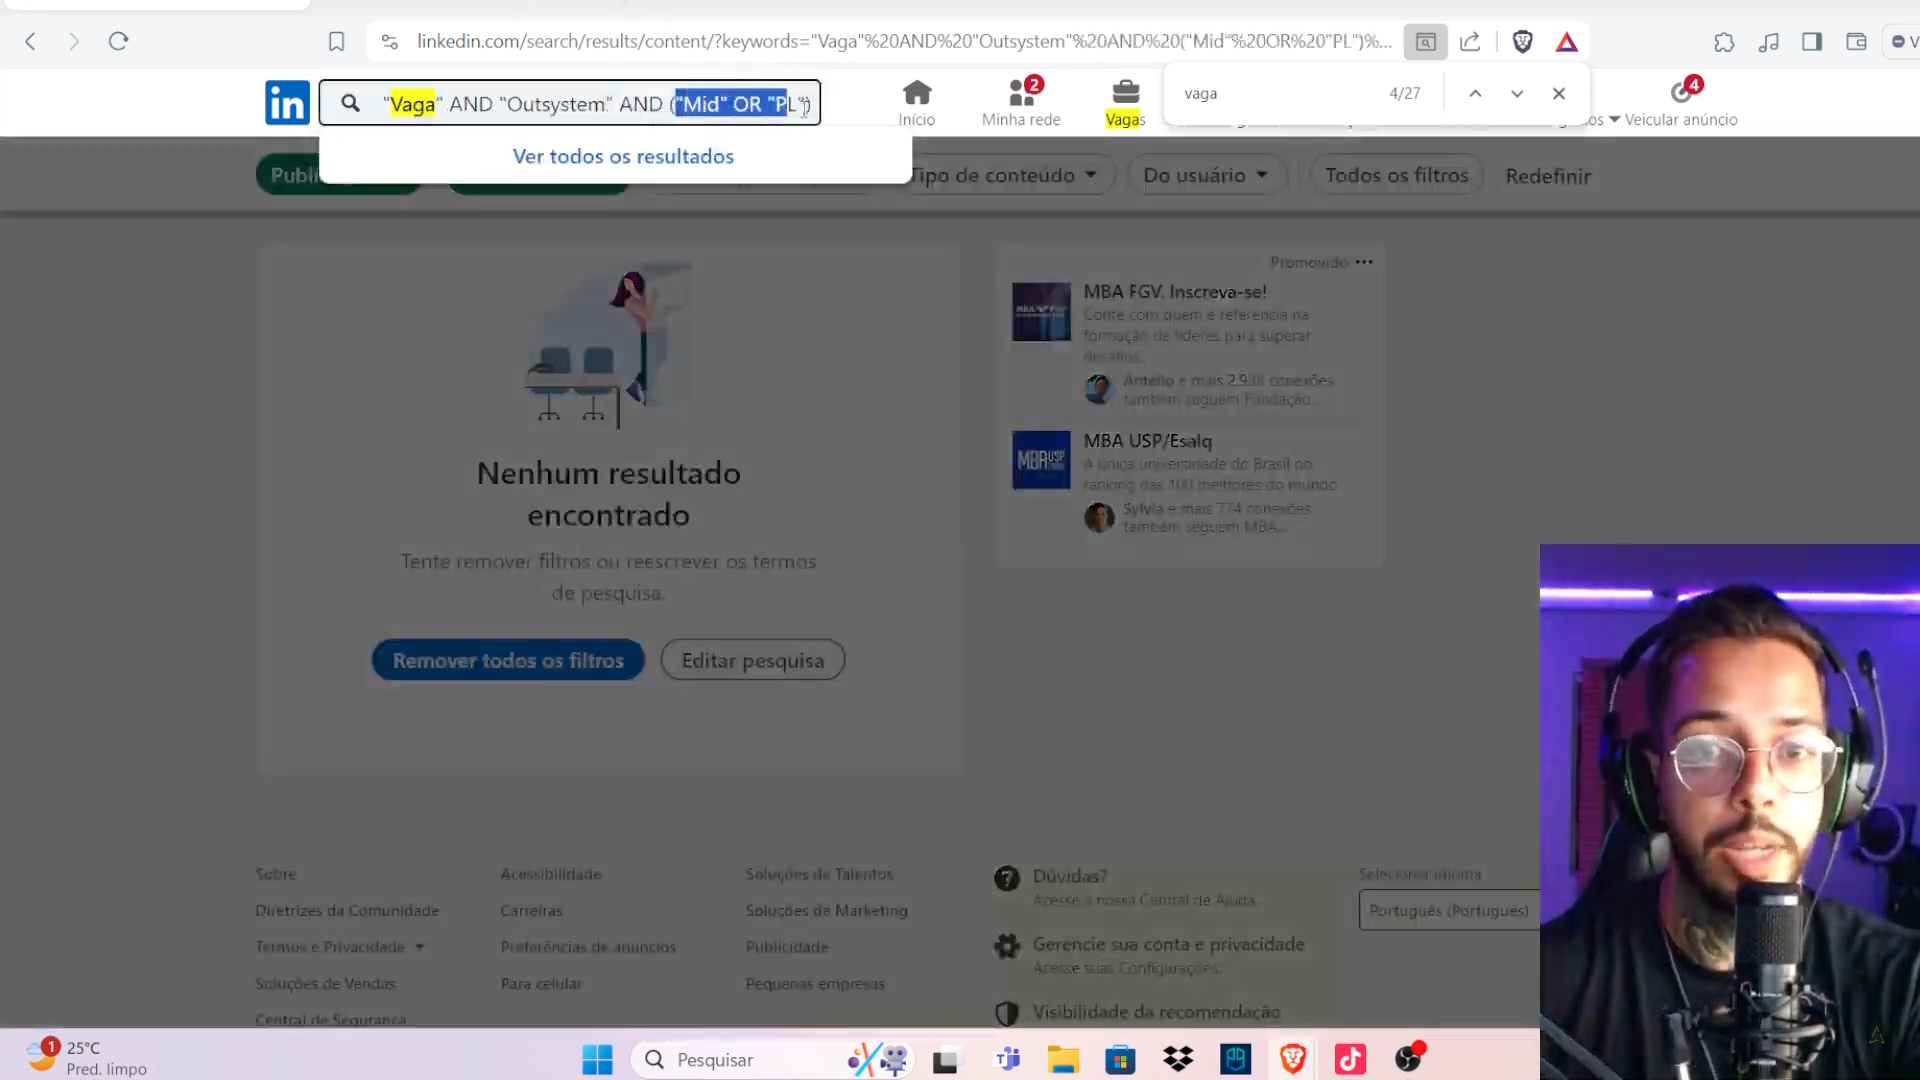 linkedin.com/search/results/content/?keywords="Vaga"%20AND%20"Outsystem"%20AND%20("Mid"%20OR%20"PL")%...
in
"Vaga" AND "Outsystem" AND ("Mid" OR "PL")
Início
2
Minha rede
Vagas
vaga
4/27
4
Veicular anúncio
Ver todos os resultados
Tipo de conteúdo
Do usuário
Todos os filtros
Redefinir
Promovido
MBA FGV. Inscreva-se!
Conte com quem é referência na
formação de líderes para superar
desafios.
Antelio e mais 2.938 conexões
também seguem Fundação...
MBA USP/Esalq
A única universidade do Brasil no
ranking das 100 melhores do mundo
Sylvia e mais 774 conexões
também seguem MBA...
Nenhum resultado
encontrado
Tente remover filtros ou reescrever os termos
de pesquisa.
Remover todos os filtros
Editar pesquisa
Sobre
Acessibilidade
Soluções de Talentos
Diretrizes da Comunidade
Carreiras
Soluções de Marketing
Termos e Privacidade
Preferências de anúncios
Publicidade
Soluções de Vendas
Para celular
Pequenas empresas
Central de Segurança
Dúvidas?
Acesse a nossa Central de Ajuda.
Gerencie sua conta e privacidade
Acesse suas Configurações.
Visibilidade da recomendação
Selecionar idioma
Português (Português)
1
25°C
Pred. limpo
Pesquisar